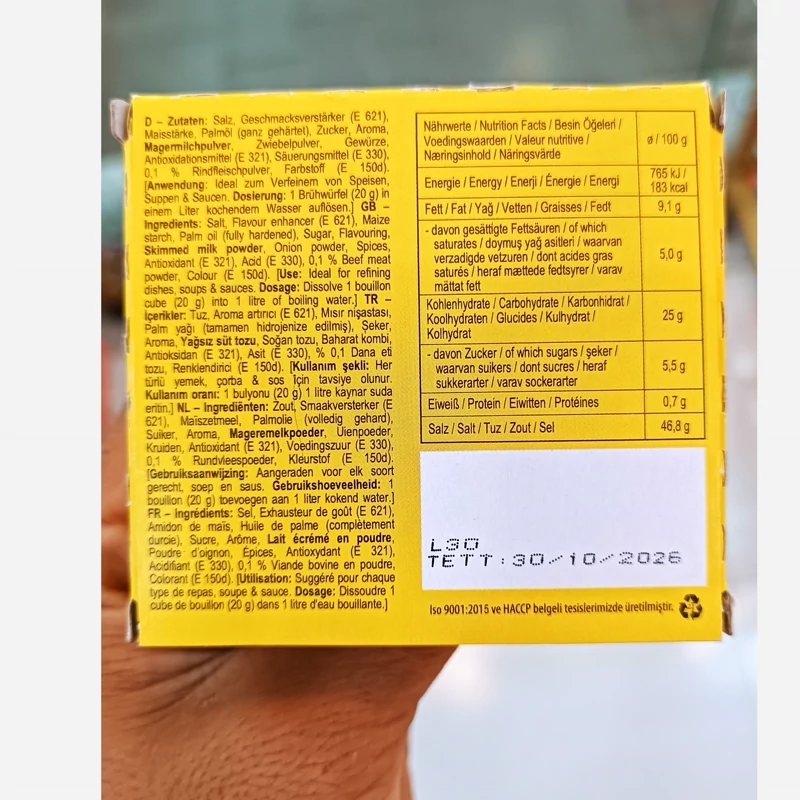 D – Zutaten: Salz, Geschmacksverstärker (E 621),
Maisstärke, Palmöl (ganz gehärtet), Zucker, Aroma,
Magermilchpulver, Zwiebelpulver, Gewürze,
Antioxidationsmittel (E 321), Säuerungsmittel (E 330),
0,1 % Rindfleischpulver, Farbstoff (E 150d).
[Anwendung: Ideal zum Verfeinern von Speisen,
Suppen & Saucen. Dosierung: 1 Brühwürfel (20 g) in
einem Liter kochendem Wasser auflösen.] GB –
Ingredients: Salt, Flavour enhancer (E 621), Maize
starch, Palm oil (fully hardened), Sugar, Flavouring,
Skimmed milk powder, Onion powder, Spices,
Antioxidant (E 321), Acid (E 330), 0,1 % Beef meat
powder, Colour (E 150d). [Use: Ideal for refining
dishes, soups & sauces. Dosage: Dissolve 1 bouillon
cube (20 g) into 1 litre of boiling water.] TR –
İçerikler: Tuz, Aroma artırıcı (E 621), Mısır nişastası,
Palm yağı (tamamen hidrojenize edilmiş), Şeker,
Aroma, Yağsız süt tozu, Soğan tozu, Baharat kombi,
Antioksidan (E 321), Asit (E 330), % 0,1 Dana eti
tozu, Renklendirici (E 150d). [Kullanım şekli: Her
türlü yemek, çorba & sos İçin tavsiye olunur.
Kullanım oranı: 1 bulyonu (20 g) 1 litre kaynar suda
eritin.] NL – Ingrediënten: Zout, Smaakversterker (E
621), Maïszetmeel, Palmolie (volledig gehard),
Suiker, Aroma, Mageremelkpoeder, Uienpoeder,
Kruiden, Antioxidant (E 321), Voedingszuur (E 330),
0,1 % Rundvleespoeder, Kleurstof (E 150d).
[Gebruiksaanwijzing: Aangeraden voor elk soort
gerecht, soep en saus. Gebruikshoeveelheid: 1
bouillon (20 g) toevoegen aan 1 liter kokend water.]
FR – Ingrédients: Sel, Exhausteur de goût (E 621),
Amidon de maïs, Huile de palme (complètement
durcie), Sucre, Arôme, Lait écrémé en poudre,
Poudre d'oignon, Épices, Antioxydant (E 321),
Acidifiant (E 330), 0,1 % Viande bovine en poudre,
Colorant (E 150d). [Utilisation: Suggéré pour chaque
type de repas, soupe & sauce. Dosage: Dissoudre 1
cube de bouillon (20 g) dans 1 litre d'eau bouillante.]
Nährwerte / Nutrition Facts / Besin Öğeleri /
Voedingswaarden / Valeur nutritive /
Næringsinhold / Näringsvärde
ø / 100 g
Energie / Energy / Enerji / Énergie / Energi
765 kJ /
183 kcal
Fett / Fat / Yağ / Vetten / Graisses / Fedt
9,1 g
- davon gesättigte Fettsäuren / of which
saturates / doymuş yağ asitleri / waarvan
verzadigde vetzuren / dont acides gras
saturés / heraf mættede fedtsyrer / varav
mättat fett
5,0 g
Kohlenhydrate / Carbohydrate / Karbonhidrat /
Koolhydraten / Glucides / Kulhydrat /
Kolhydrat
25 g
- davon Zucker / of which sugars / şeker /
waarvan suikers / dont sucres / heraf
sukkerarter / varav sockerarter
5,5 g
Eiweiß / Protein / Eiwitten / Protéines
0,7 g
Salz / Salt / Tuz / Zout / Sel
46,8 g
L30
TETT:30/10/2026
Iso 9001:2015 ve HACCP belgeli tesislerimizde üretilmiştir.